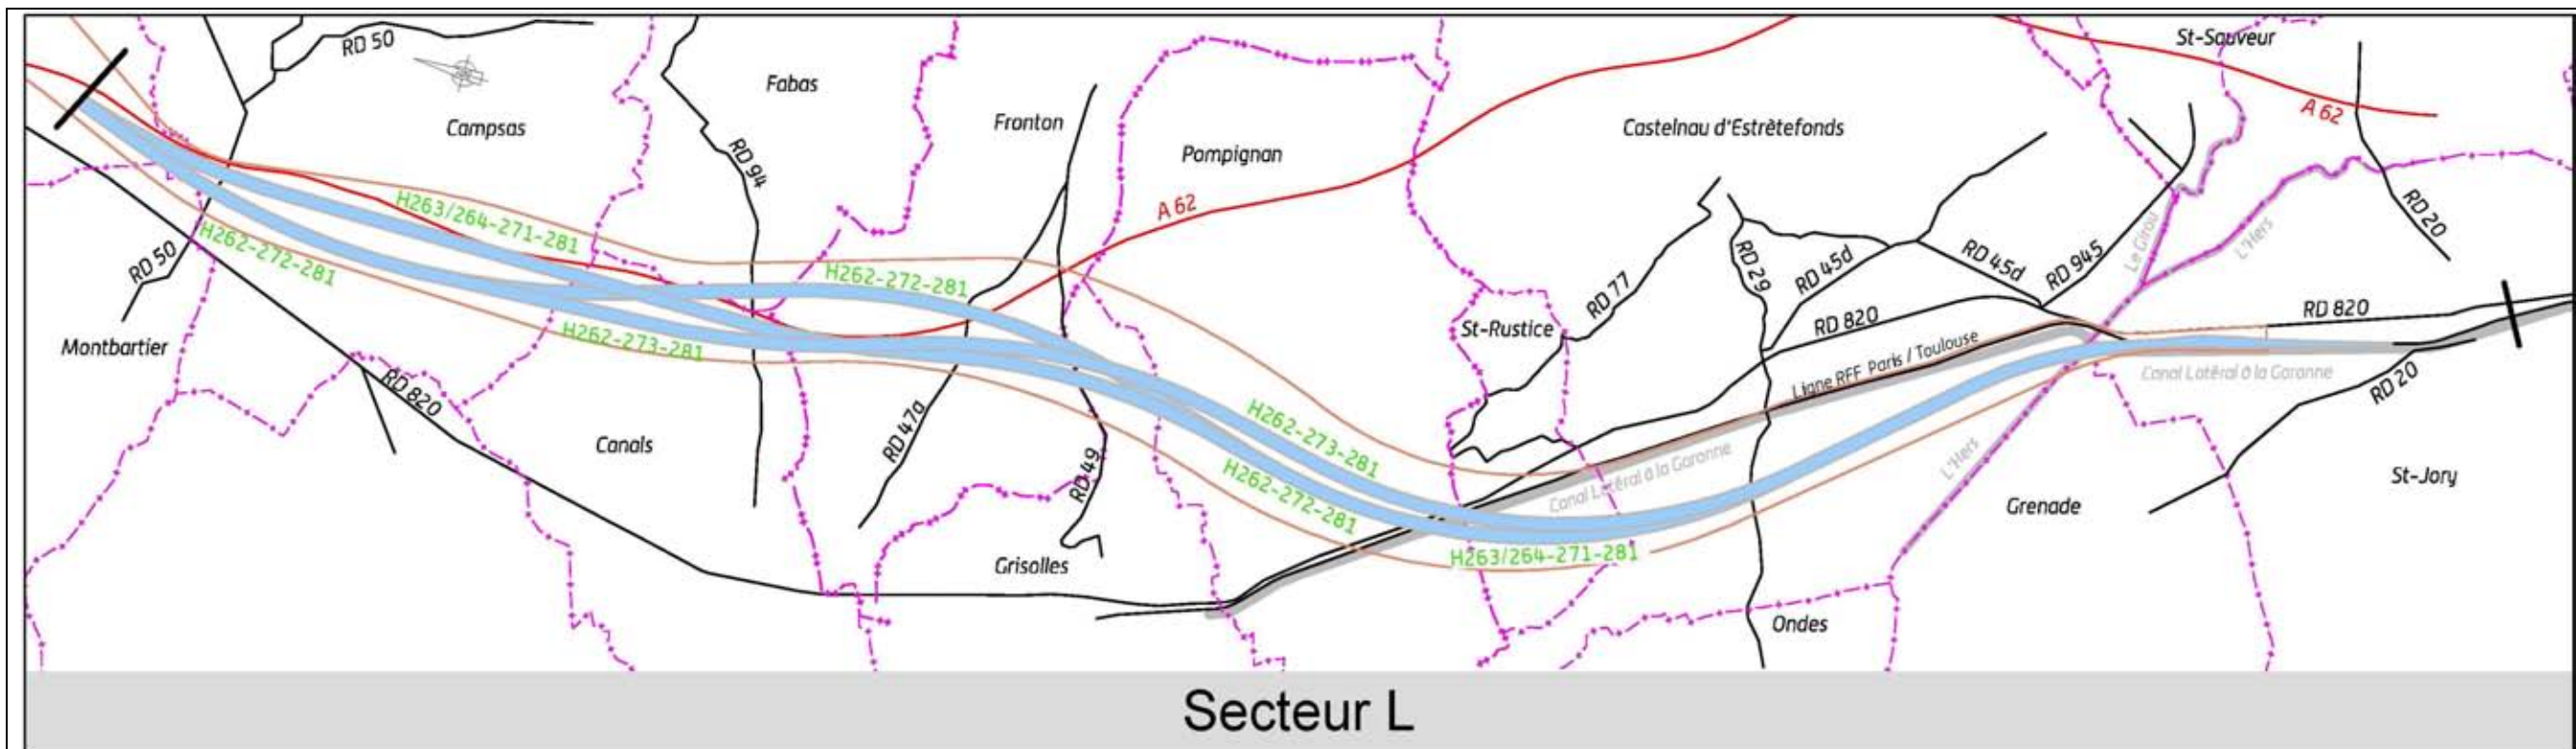 RD 50
St-Sauveur
Fabas
A 62
Campsas
Fronton
Castelnau d'Estrètefonds
Pompignan
RD 94
H263/264-271-281
A 62
RD 20
H262-272-281
RD 50
Le Girou
L'Hers
RD 29
RD 45d
RD 45d
RD 945
H262-272-281
RD 77
St-Rustice
RD 820
RD 820
Montbartier
H262-273-281
Ligne RFF Paris / Toulouse
Canal Latéral à la Garonne
RD 20
RD 820
Canals
RD 47a
H262-273-281
RD 49
H262-272-281
Canal Latéral à la Garonne
L'Hers
St-Jory
Grenade
Grisolles
H263/264-271-281
Ondes
Secteur L